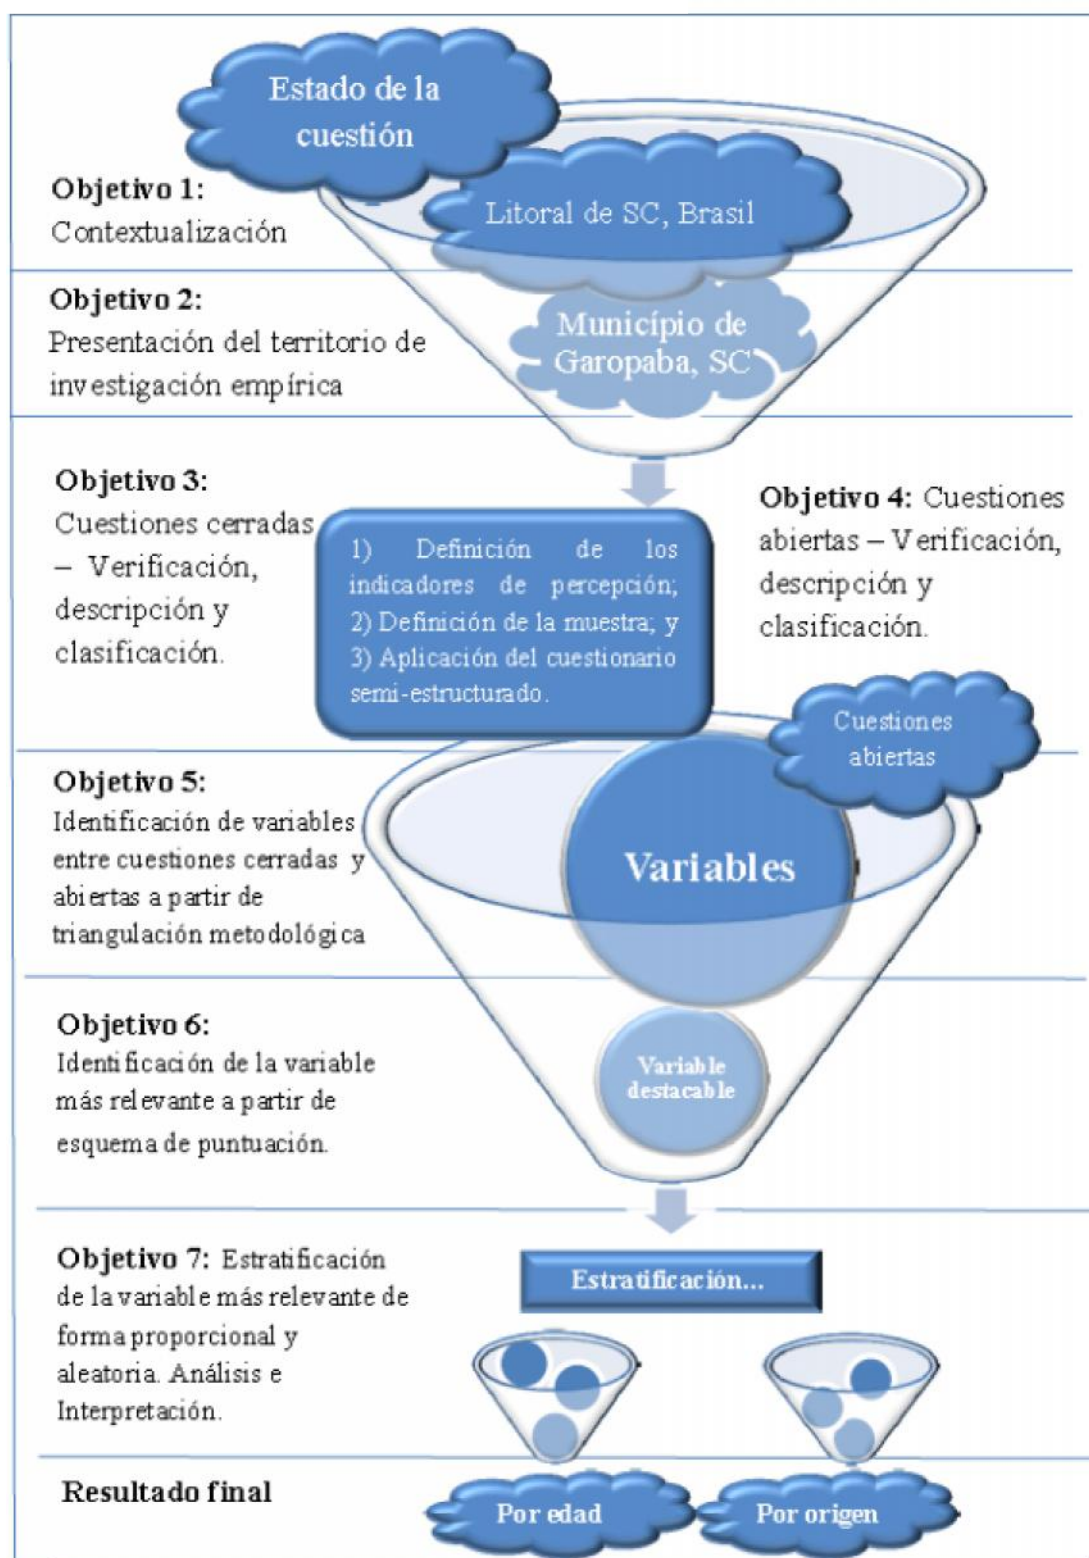 Estado de la
cuestión
Objetivo 1:
Contextualización
Litoral de SC, Brasil
Objetivo 2:
Presentación del territorio de
investigación empírica
Município de
Garopaba, SC
Objetivo 3:
Cuestiones cerradas
– Verificación,
descripción y
clasificación.
1) Definición de los
indicadores de percepción;
2) Definición de la muestra; y
3) Aplicación del cuestionario
semi-estructurado.
Objetivo 4: Cuestiones
abiertas – Verificación,
descripción y
clasificación.
Cuestiones
abiertas
Objetivo 5:
Identificación de variables
entre cuestiones cerradas y
abiertas a partir de
triangulación metodológica
Variables
Objetivo 6:
Identificación de la variable
más relevante a partir de
esquema de puntuación.
Variable
destacable
Objetivo 7: Estratificación
de la variable más relevante de
forma proporcional y
aleatoria. Análisis e
Interpretación.
Estratificación...
Resultado final
Por edad
Por origen